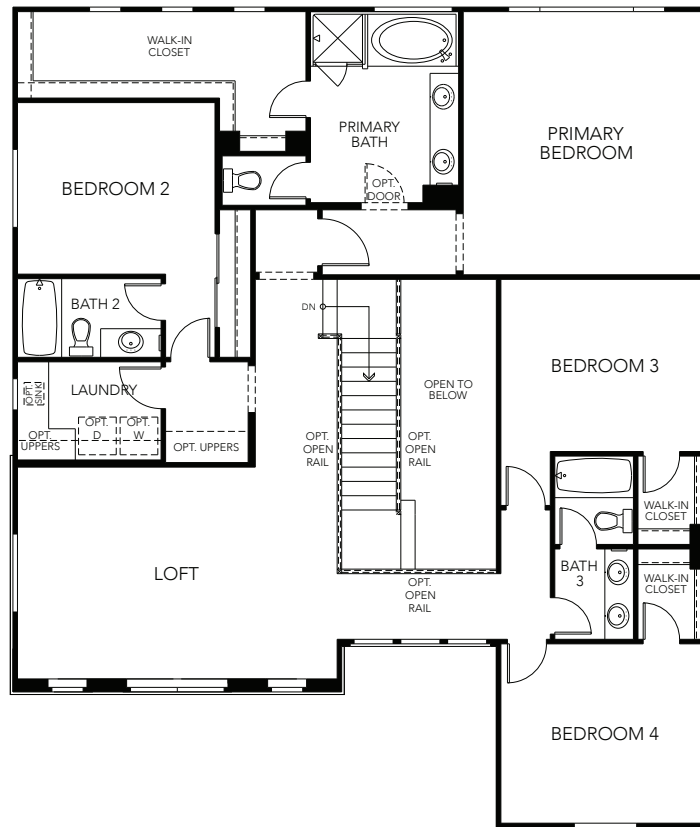 WALK-IN
CLOSET
PRIMARY
BATH
PRIMARY
BEDROOM
BEDROOM 2
OPT.
DOOR
BATH 2
DN
LAUNDRY
OPT.
SINK
OPT.
UPPERS
OPT.
D
OPT.
W
OPT. UPPERS
OPT.
OPEN
RAIL
OPEN TO
BELOW
OPT.
OPEN
RAIL
BEDROOM 3
WALK-IN
CLOSET
LOFT
OPT.
OPEN
RAIL
BATH
3
WALK-IN
CLOSET
BEDROOM 4